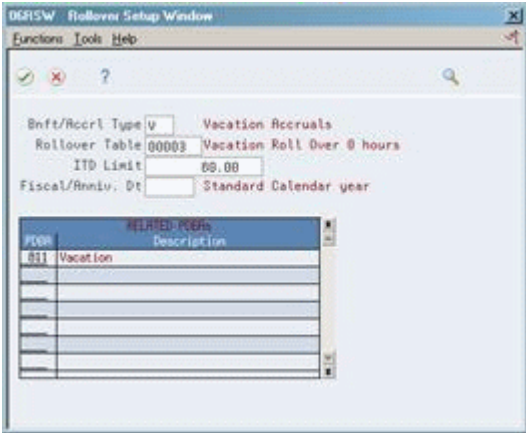 06RSW Rollover Setup Window
Functions Tools Help
?
Bnft/Accrl Type V Vacation Accruals
Rollover Table 00003 Vacation Roll Over 0 hours
ITD Limit 80.00
Fiscal/Anniv. Dt Standard Calendar year
RELATED PDBAs
PDBA Description
811 Vacation